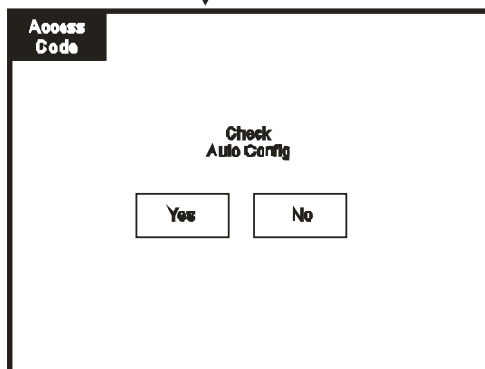 Access
Code
Check
Auto Config
Yes
No